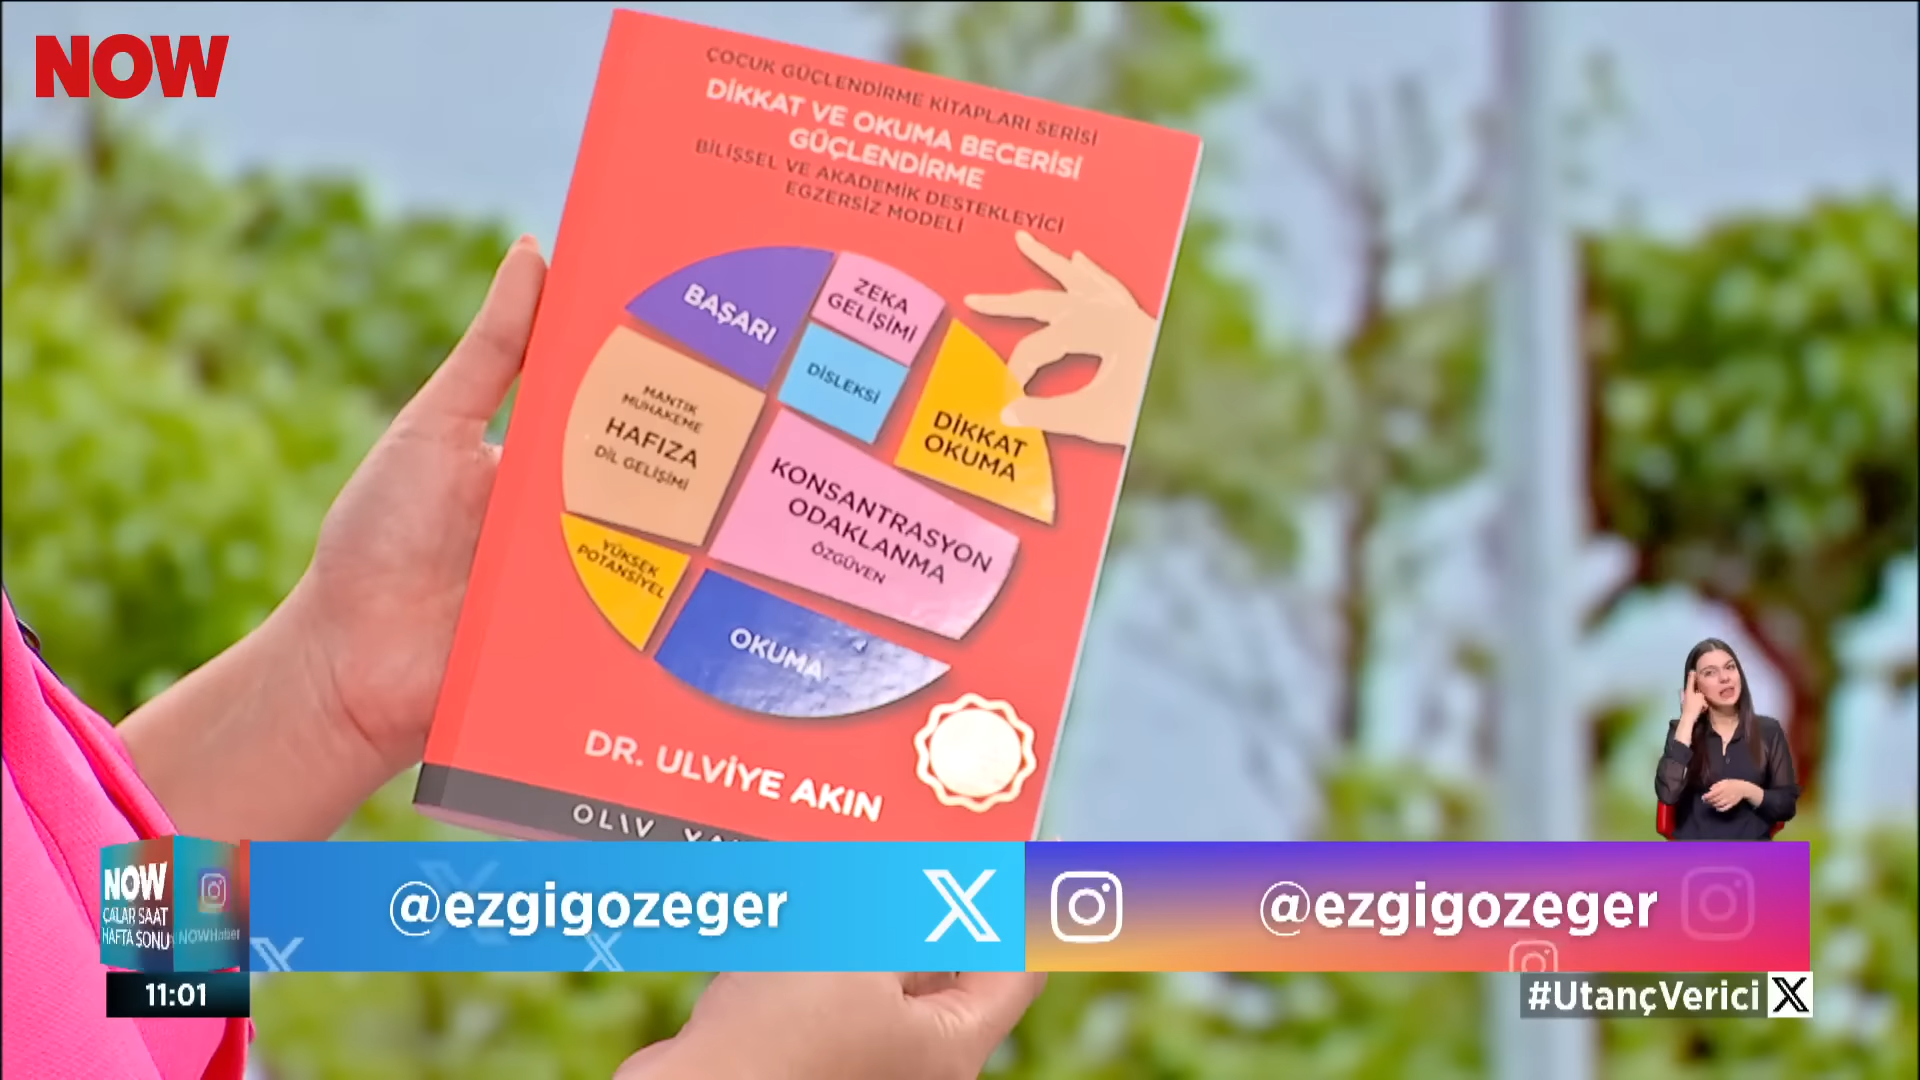 NOW
ÇOCUK GÜÇLENDİRME KİTAPLARI SERİSİ
DİKKAT VE OKUMA BECERİSİ
GÜÇLENDİRME
BİLİŞSEL VE AKADEMİK DESTEKLEYİCİ
EGZERSİZ MODELİ
BAŞARI
ZEKA
GELİŞİMİ
DİSLEKSİ
DİKKAT
OKUMA
MANTIK
MUHAKEME
HAFIZA
DİL GELİŞİMİ
KONSANTRASYON
ODAKLANMA
ÖZGÜVEN
YÜKSEK
POTANSİYEL
OKUMA
DR. ULVİYE AKIN
OLIV
NOW
ÇALAR SAAT
HAFTA SONU
NOWHaber
@ezgigozeger
@ezgigozeger
11:01
#UtançVerici